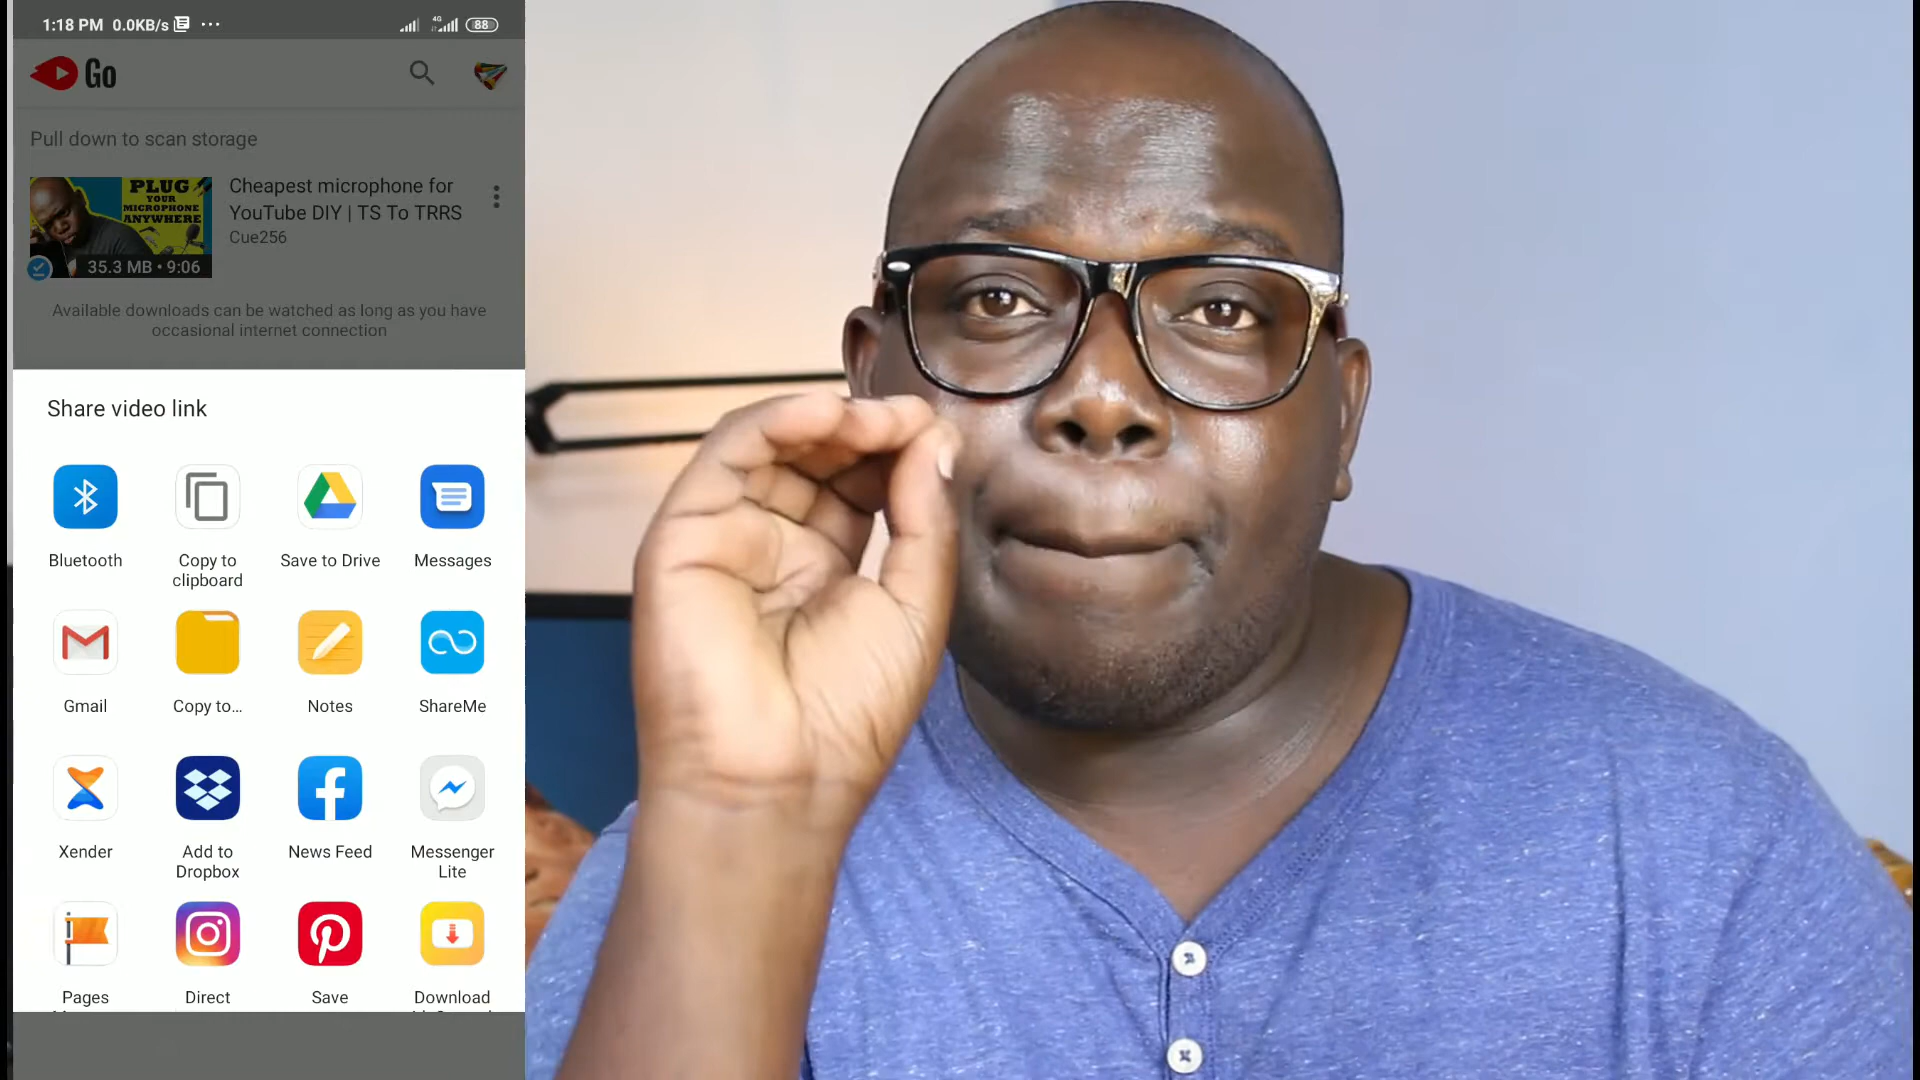 1:18 PM 0.0KB/s ... 4G 88
Go
Pull down to scan storage
PLUG
YOUR
MICROPHONE
ANYWHERE
35.3 MB • 9:06
Cheapest microphone for
YouTube DIY | TS To TRRS
Cue256
Available downloads can be watched as long as you have
occasional internet connection
Share video link
Bluetooth
Copy to
clipboard
Save to Drive
Messages
Gmail
Copy to...
Notes
ShareMe
Xender
Add to
Dropbox
News Feed
Messenger
Lite
Pages
Direct
Save
Download